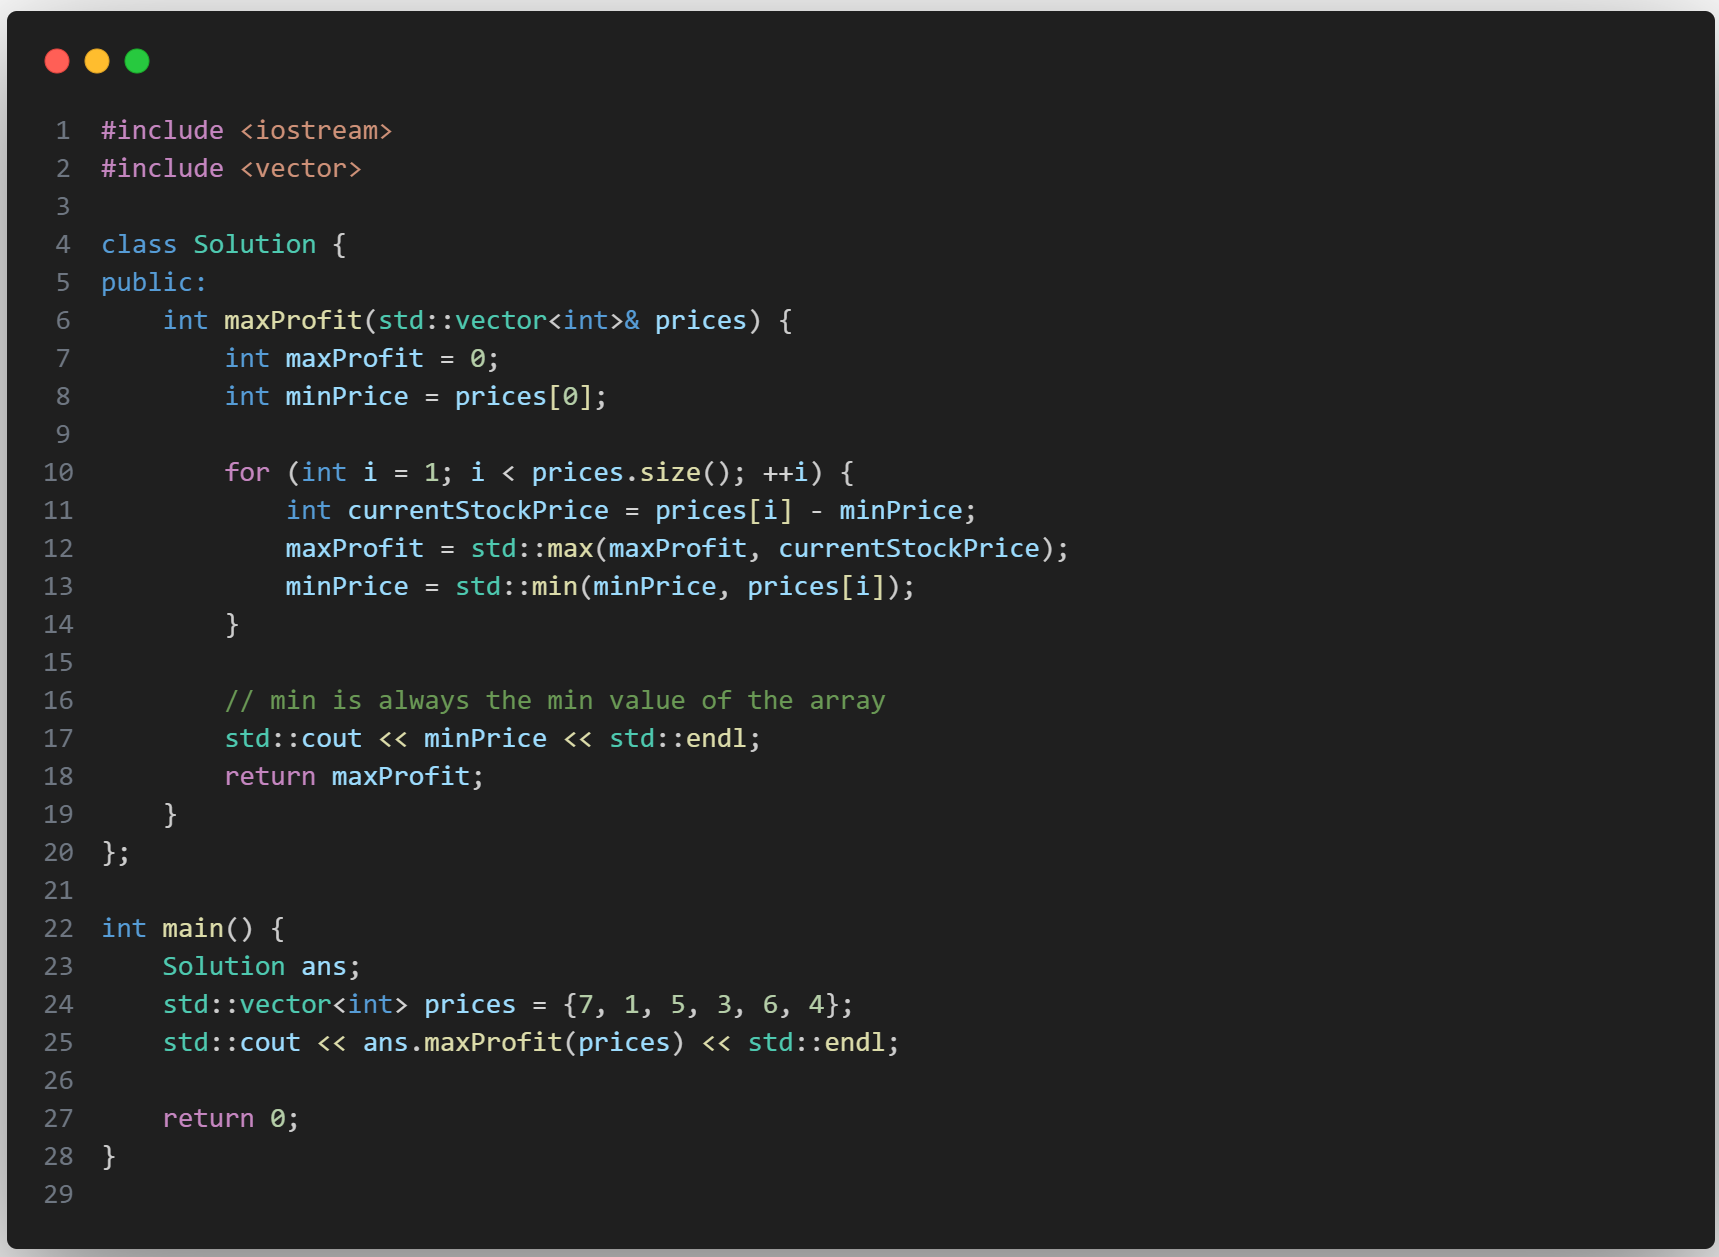 1 #include <iostream>
2 #include <vector>
3
4 class Solution {
5 public:
6     int maxProfit(std::vector<int>& prices) {
7         int maxProfit = 0;
8         int minPrice = prices[0];
9
10         for (int i = 1; i < prices.size(); ++i) {
11             int currentStockPrice = prices[i] - minPrice;
12             maxProfit = std::max(maxProfit, currentStockPrice);
13             minPrice = std::min(minPrice, prices[i]);
14         }
15
16         // min is always the min value of the array
17         std::cout << minPrice << std::endl;
18         return maxProfit;
19     }
20 };
21
22 int main() {
23     Solution ans;
24     std::vector<int> prices = {7, 1, 5, 3, 6, 4};
25     std::cout << ans.maxProfit(prices) << std::endl;
26
27     return 0;
28 }
29